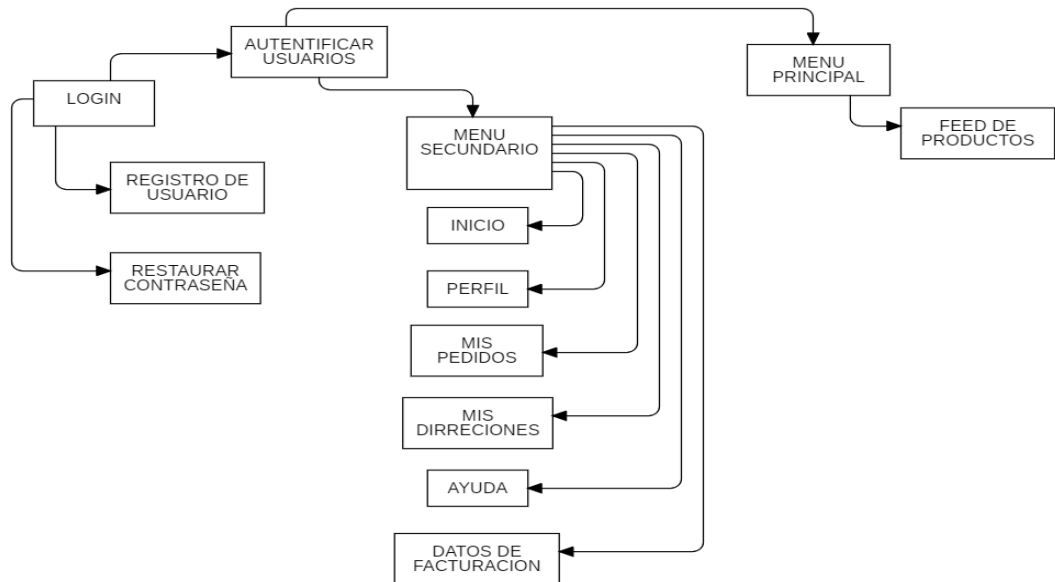 AUTENTIFICAR
USUARIOS
MENU
PRINCIPAL
LOGIN
FEED DE
PRODUCTOS
MENU
SECUNDARIO
REGISTRO DE
USUARIO
INICIO
RESTAURAR
CONTRASEÑA
PERFIL
MIS
PEDIDOS
MIS
DIRRECIONES
AYUDA
DATOS DE
FACTURACION